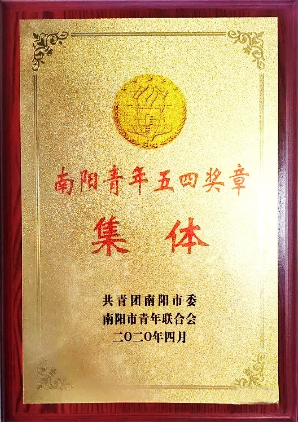 南阳青年五四奖章
集体
共青团南阳市委
南阳市青年联合会
二〇二〇年四月